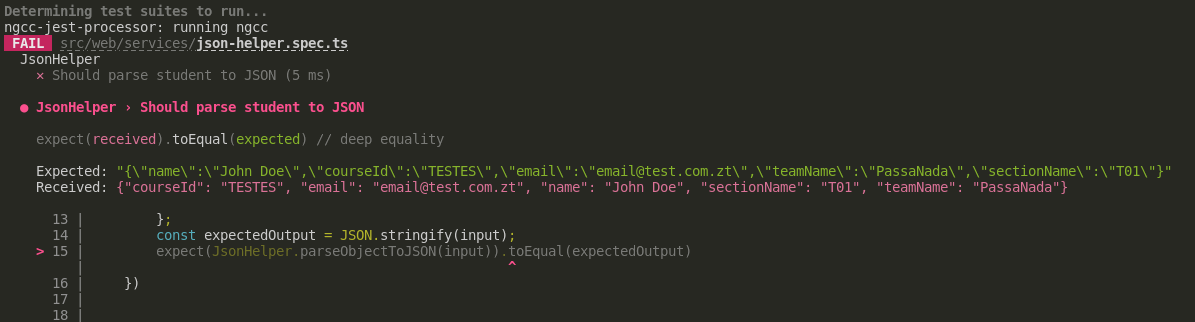 Determining test suites to run...
ngcc-jest-processor: running ngcc
FAIL src/web/services/json-helper.spec.ts
JsonHelper
✕ Should parse student to JSON (5 ms)
● JsonHelper › Should parse student to JSON
expect(received).toEqual(expected) // deep equality
Expected: "{\"name\":\"John Doe\",\"courseId\":\"TESTES\",\"email\":\"email@test.com.zt\",\"teamName\":\"PassaNada\",\"sectionName\":\"T01\"}"
Received: {"courseId": "TESTES", "email": "email@test.com.zt", "name": "John Doe", "sectionName": "T01", "teamName": "PassaNada"}
13 |         };
14 |         const expectedOutput = JSON.stringify(input);
> 15 |         expect(JsonHelper.parseObjectToJSON(input)).toEqual(expectedOutput)
|                                                     ^
16 |     })
17 |
18 |